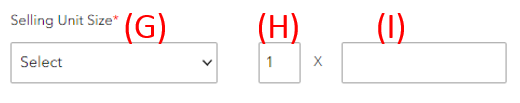 Selling Unit Size* (G) (H) (I)
Select 1 X